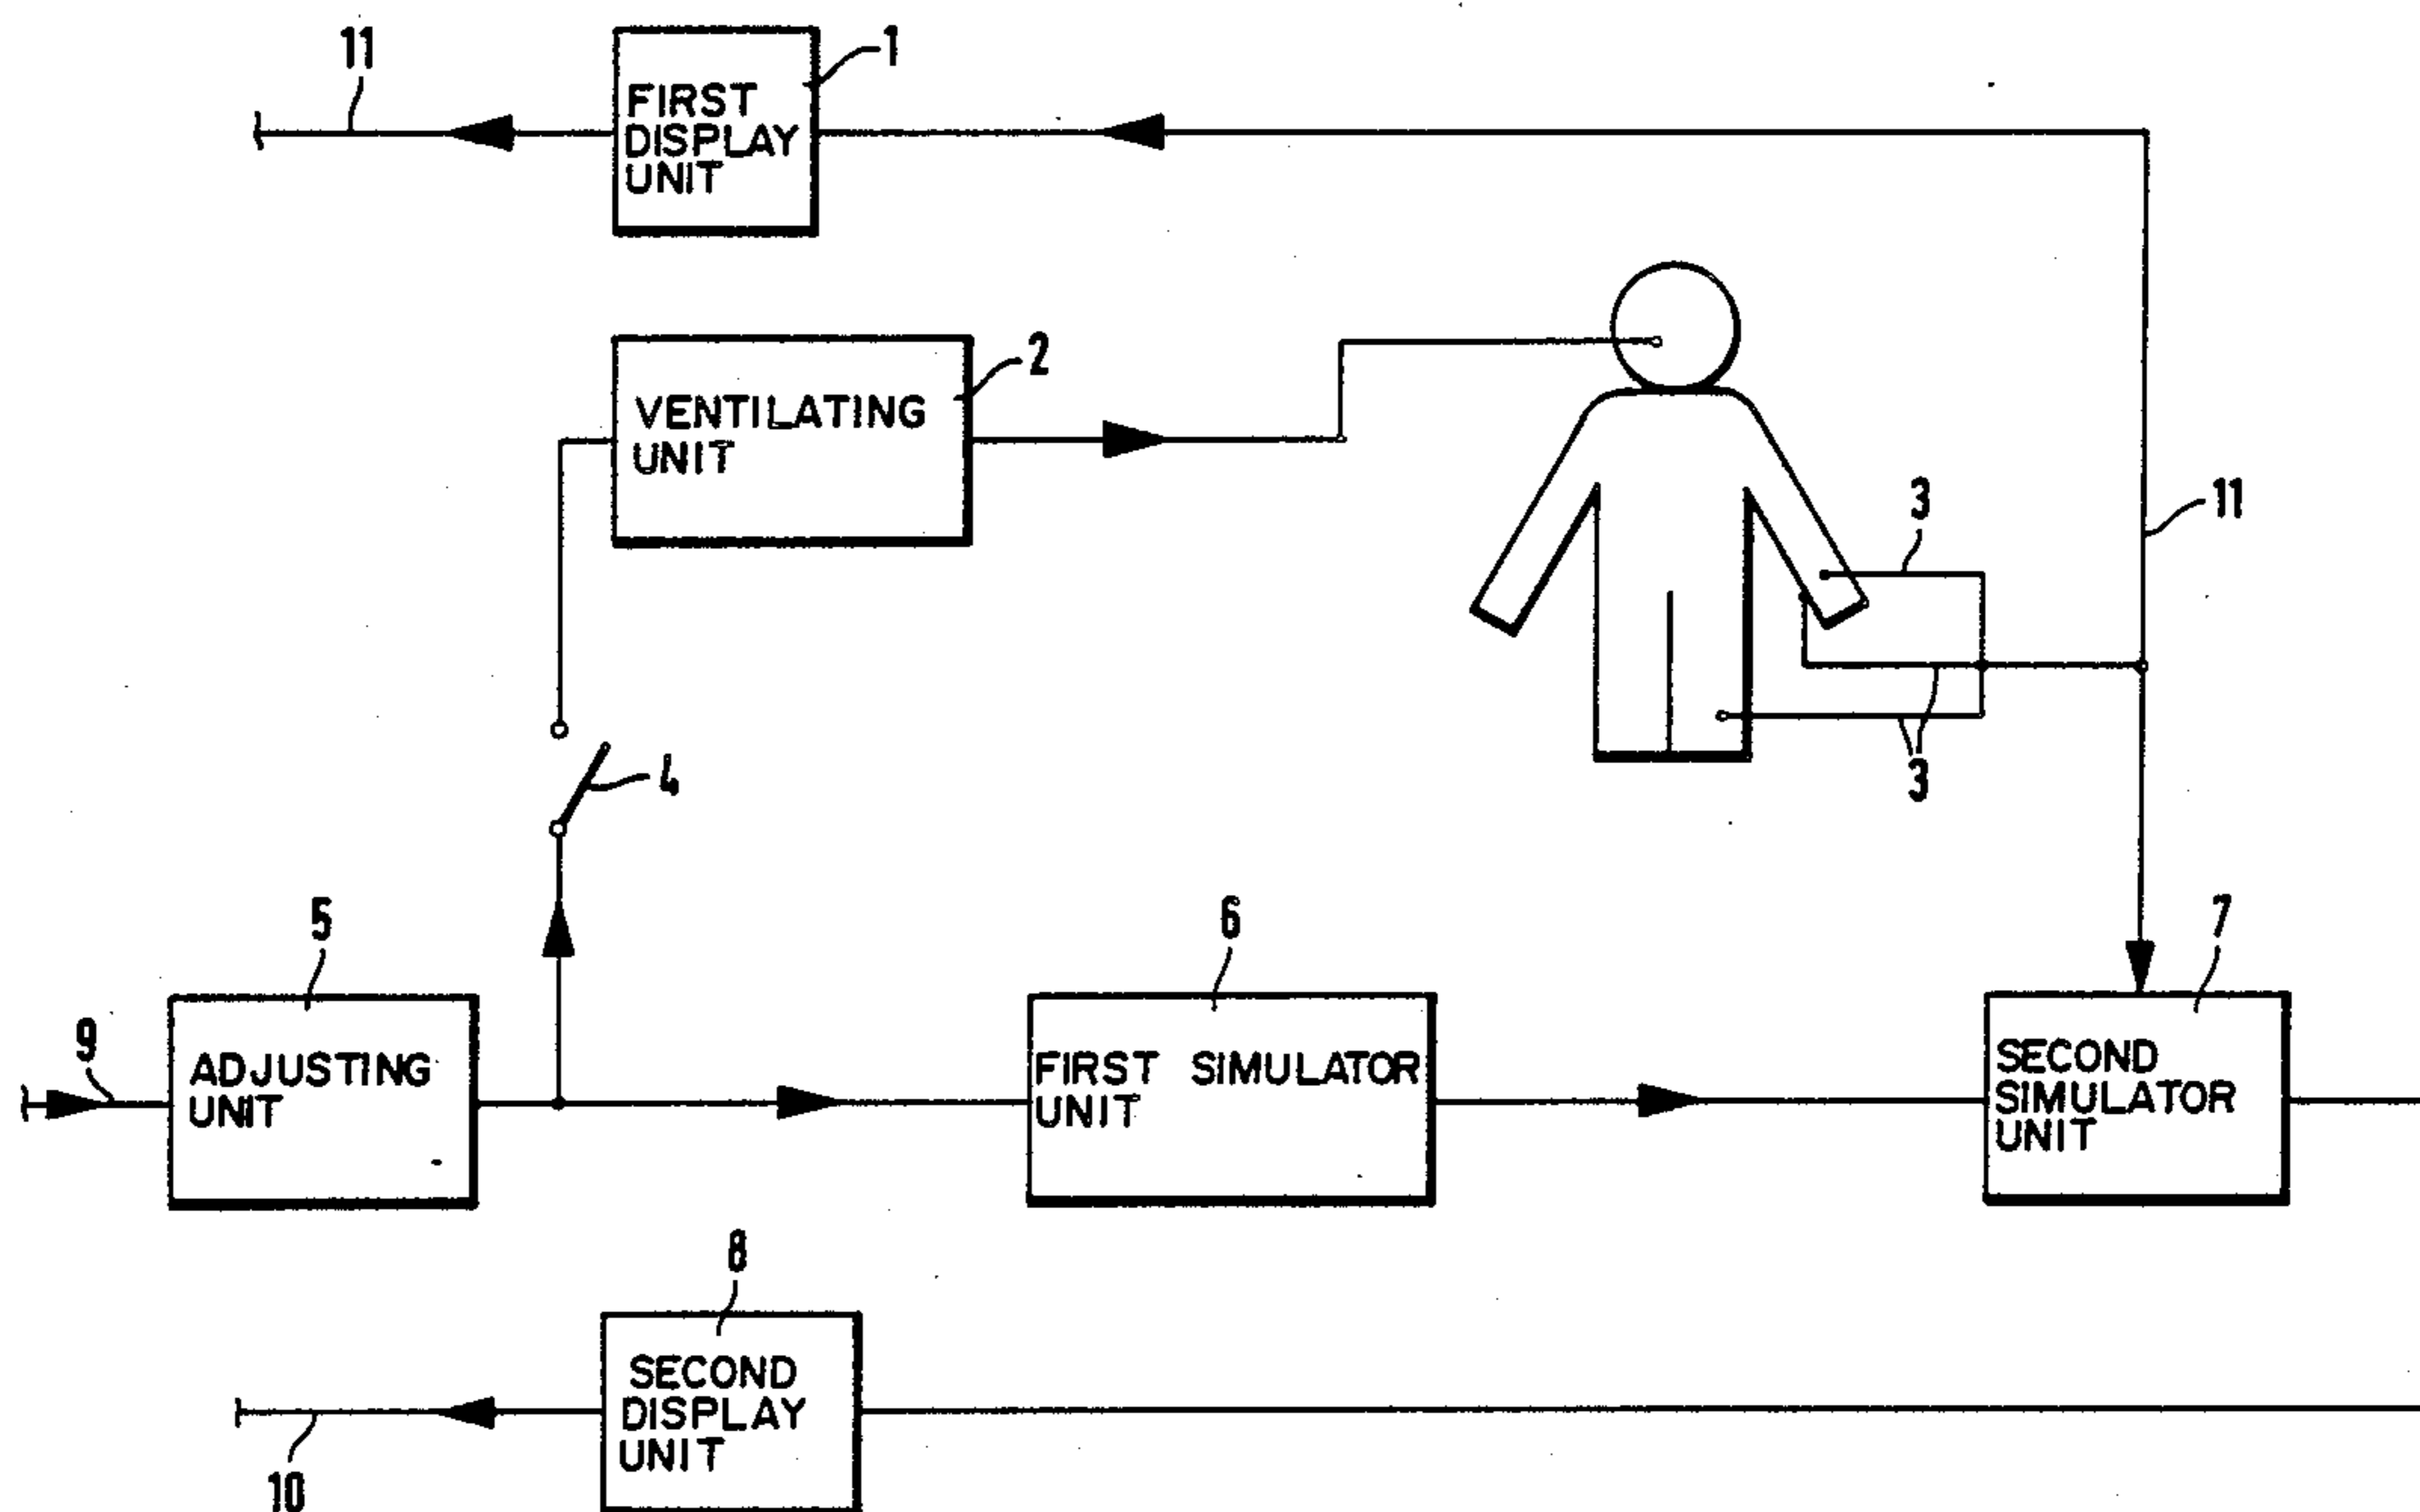 11
1
FIRST
DISPLAY
UNIT
2
VENTILATING
UNIT
3
11
4
3
5
6
7
9
ADJUSTING
UNIT
FIRST SIMULATOR
UNIT
SECOND
SIMULATOR
UNIT
8
SECOND
DISPLAY
UNIT
10